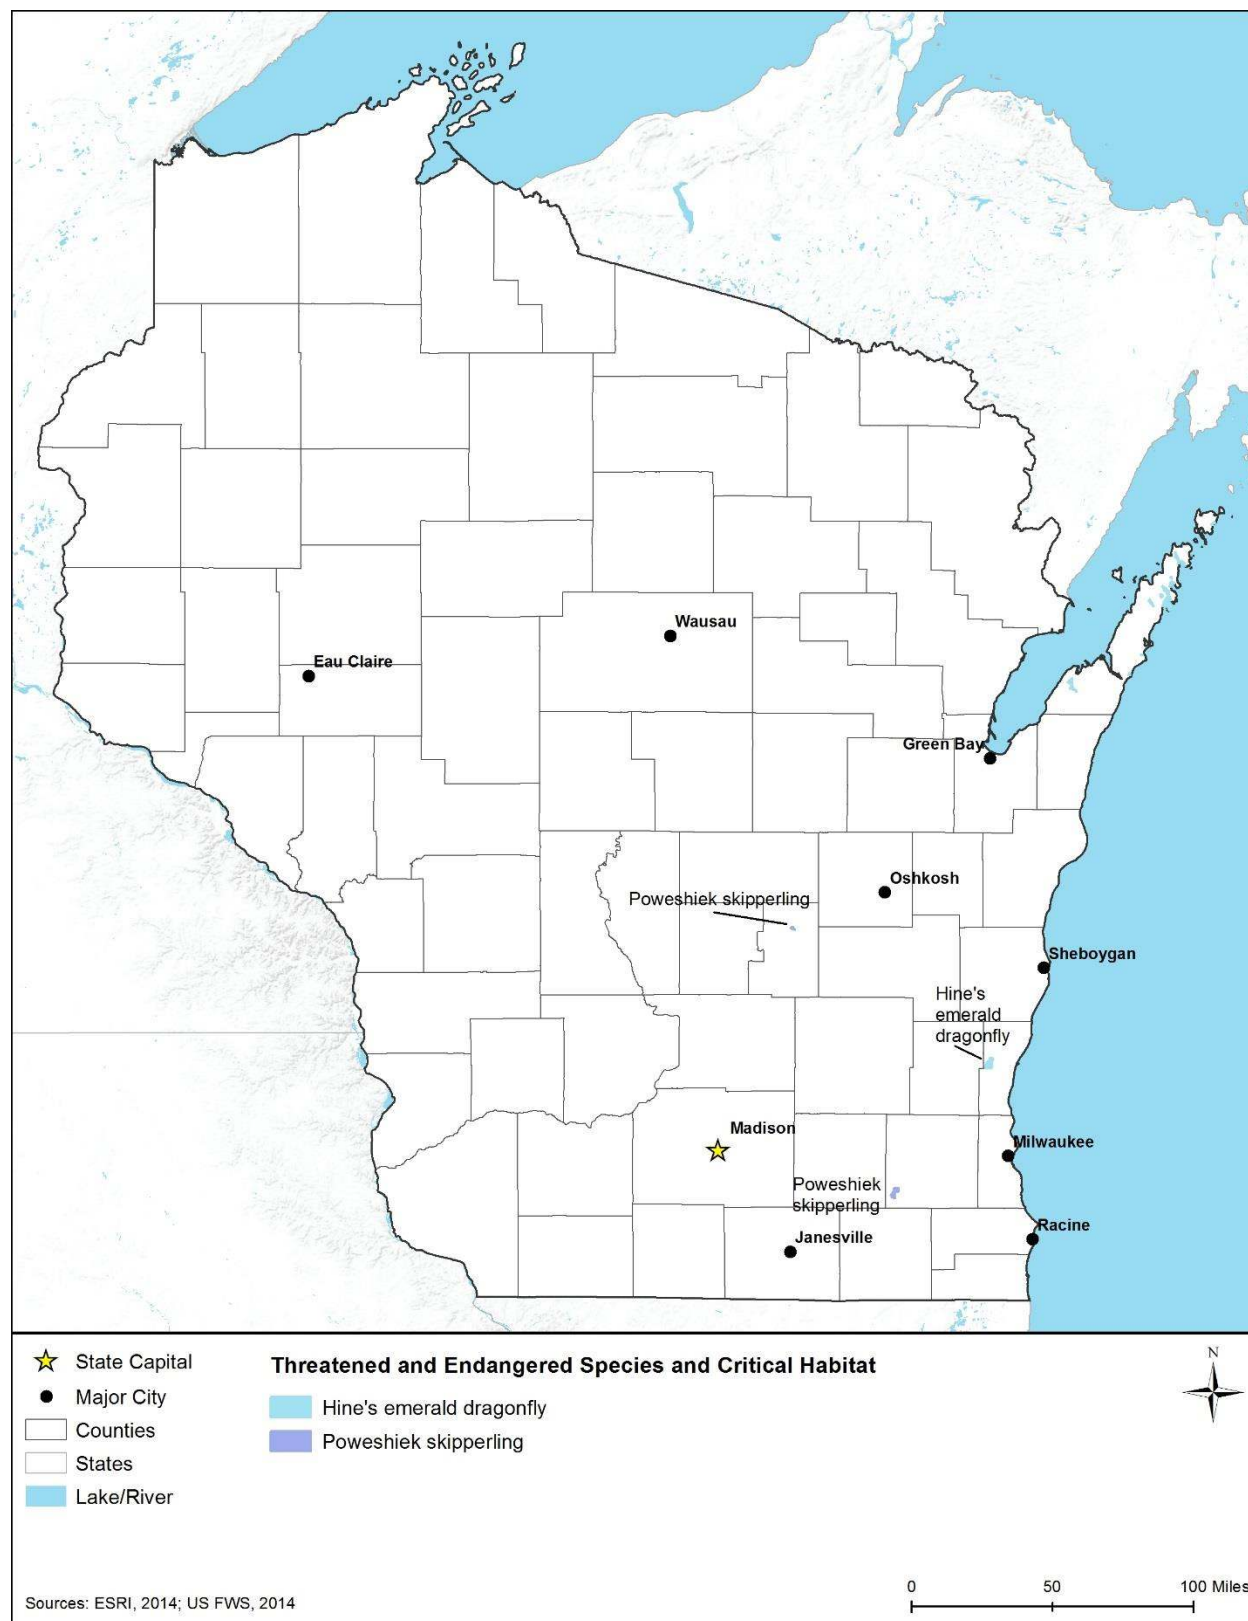 Wausau
Eau Claire
Green Bay
Oshkosh
Poweshiek skipperling
Sheboygan
Hine's
emerald
dragonfly
Madison
Milwaukee
Poweshiek
skipperling
Racine
Janesville
State Capital
Major City
Counties
States
Lake/River
Threatened and Endangered Species and Critical Habitat
Hine's emerald dragonfly
Poweshiek skipperling
N
Sources: ESRI, 2014; US FWS, 2014
0 50 100 Miles